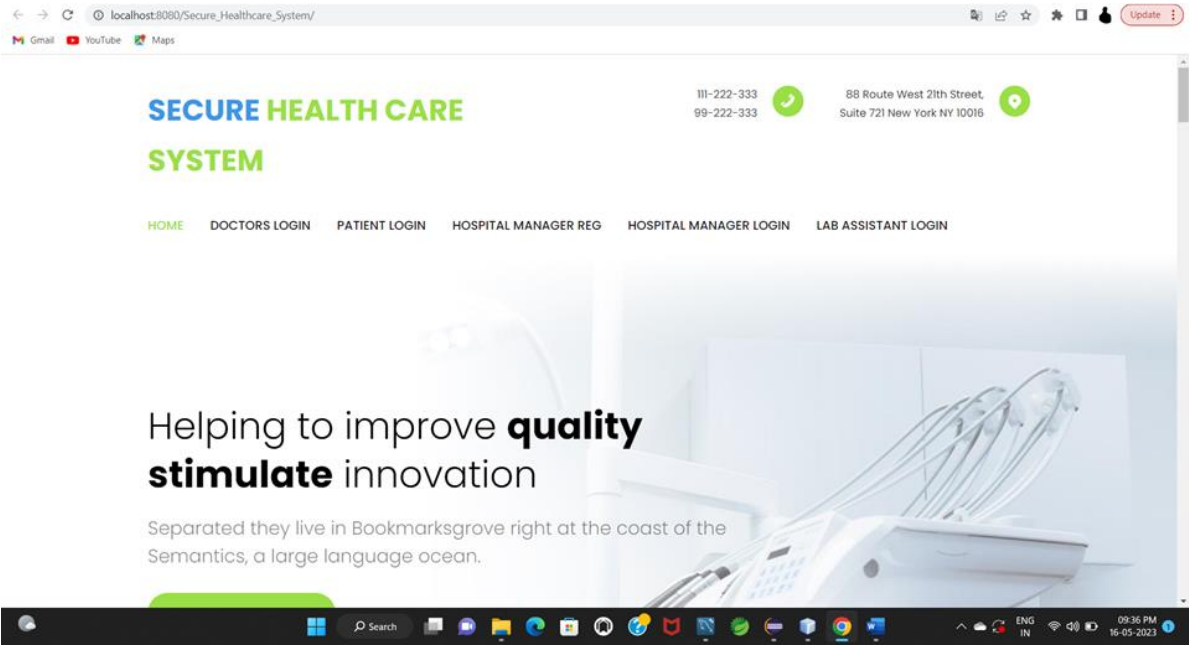 localhost:8080/Secure_Healthcare_System/
Update
Gmail YouTube Maps
SECURE HEALTH CARE
SYSTEM
111-222-333
99-222-333
88 Route West 21th Street,
Suite 721 New York NY 10016
HOME DOCTORS LOGIN PATIENT LOGIN HOSPITAL MANAGER REG HOSPITAL MANAGER LOGIN LAB ASSISTANT LOGIN
Helping to improve quality
stimulate innovation
Separated they live in Bookmarksgrove right at the coast of the
Semantics, a large language ocean.
Search
ENG
IN
09:36 PM
16-05-2023
1